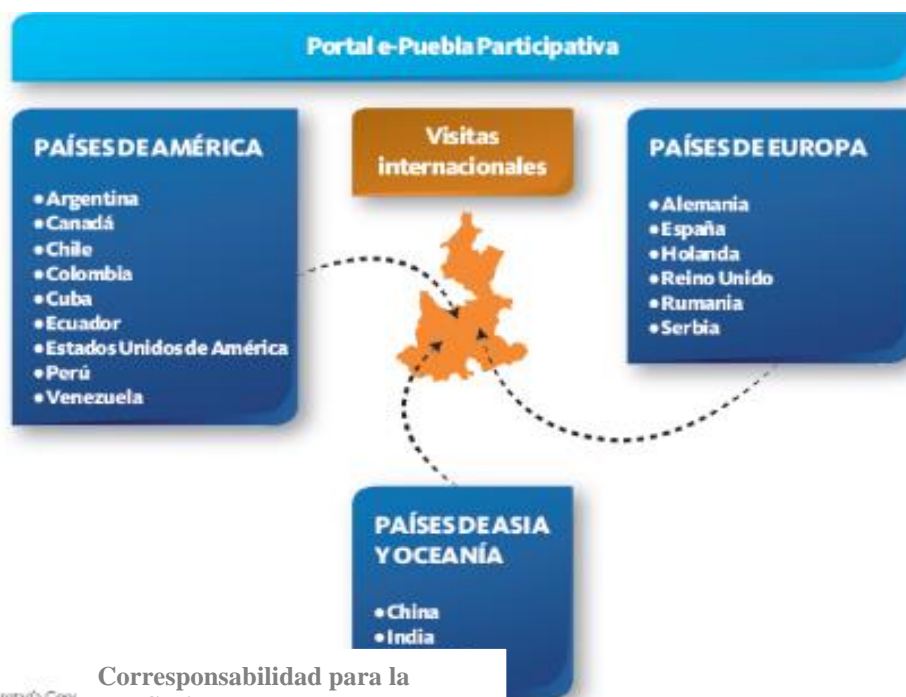 Portal e-Puebla Participativa
PAÍSES DE AMÉRICA
• Argentina
• Canadá
• Chile
• Colombia
• Cuba
• Ecuador
• Estados Unidos de América
• Perú
• Venezuela
Visitas
internacionales
PAÍSES DE EUROPA
• Alemania
• España
• Holanda
• Reino Unido
• Rumania
• Serbia
PAÍSES DE ASIA
Y OCEANÍA
• China
• India
Corresponsabilidad para la